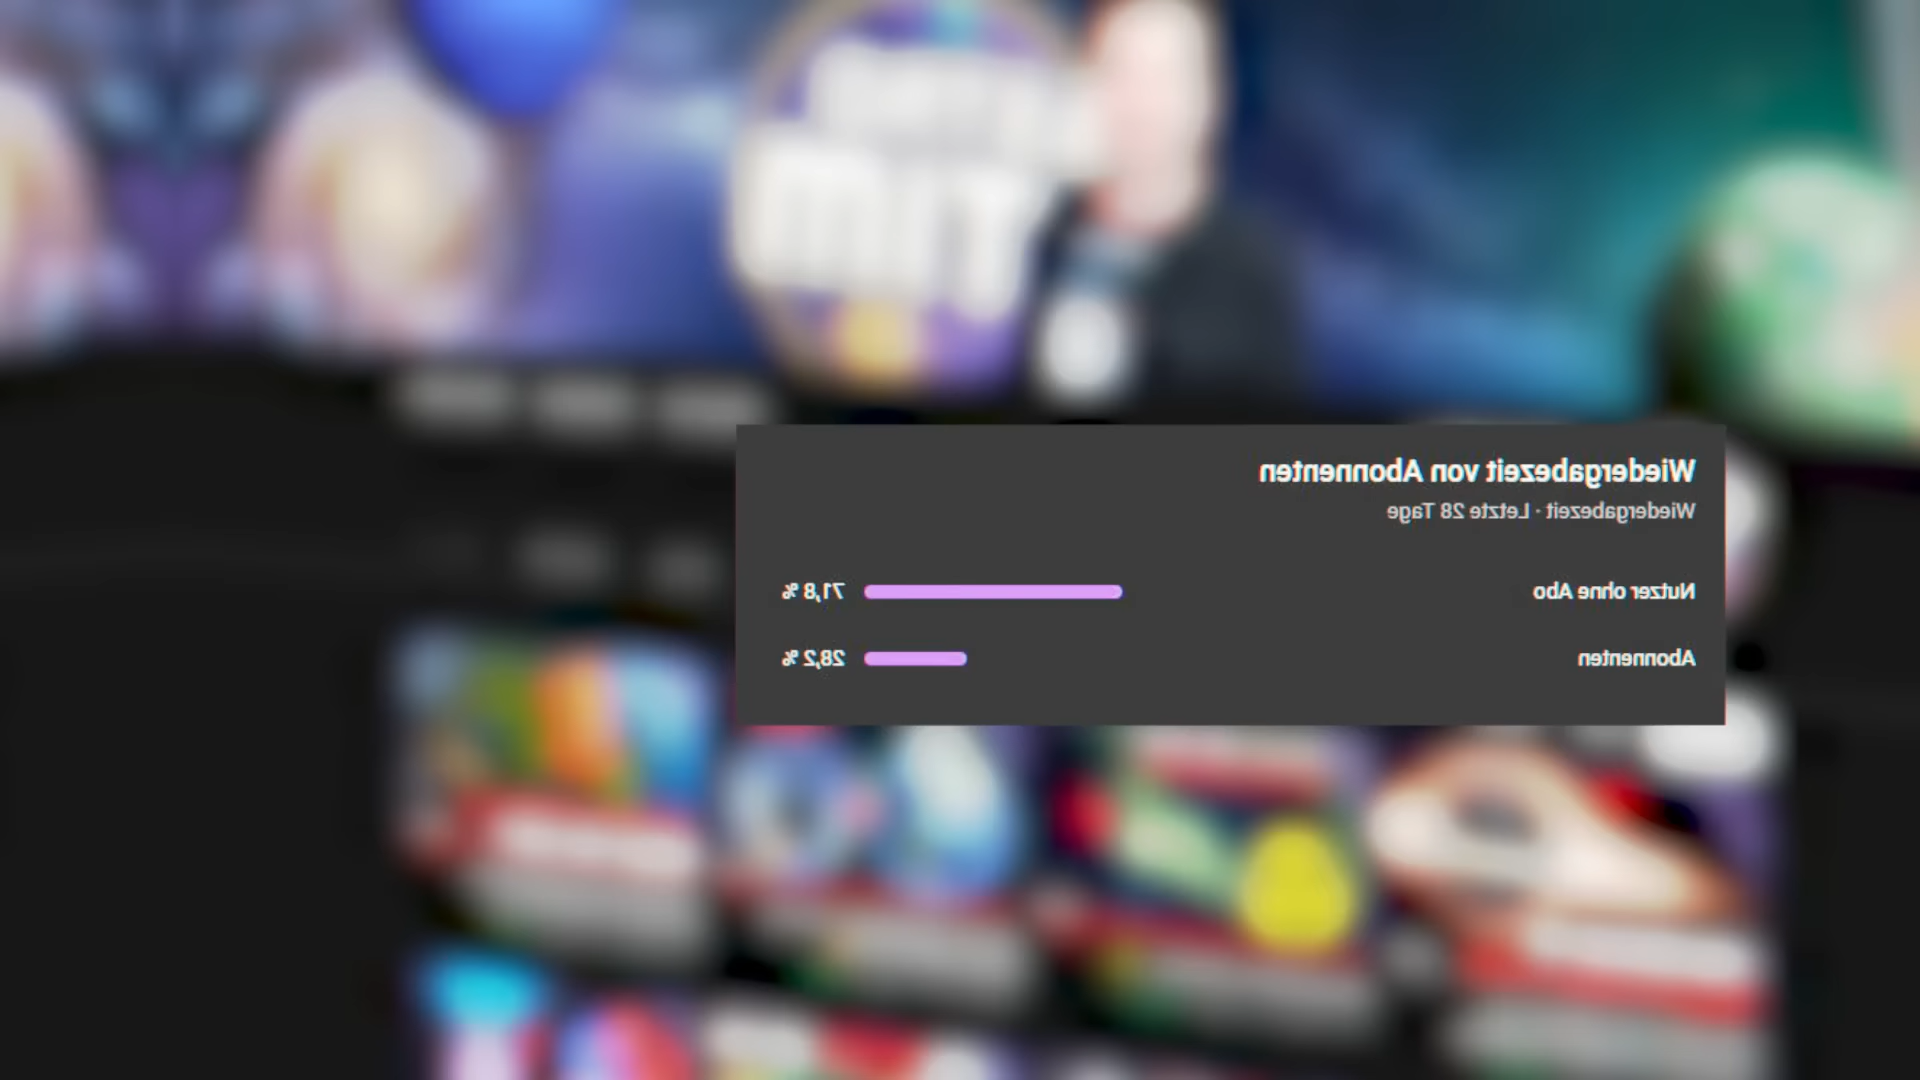 Wiedergabezeit von Abonnenten
Wiedergabezeit · Letzte 28 Tage
Nutzer ohne Abo 71,8 %
Abonnenten 28,2 %